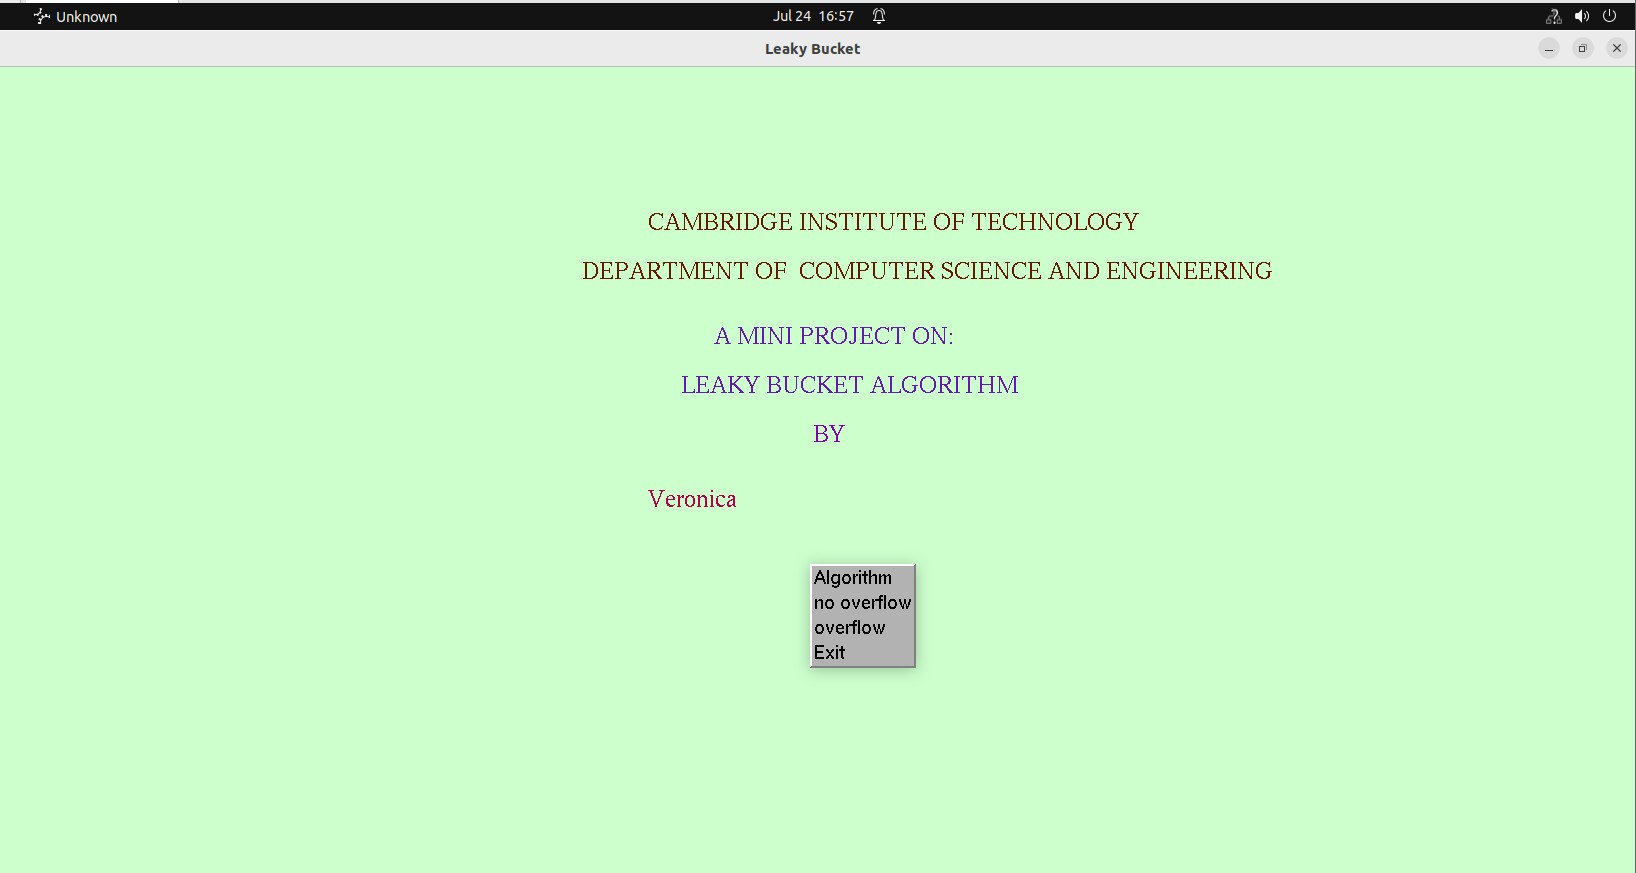 Unknown
Jul 24 16:57
Leaky Bucket
CAMBRIDGE INSTITUTE OF TECHNOLOGY
DEPARTMENT OF  COMPUTER SCIENCE AND ENGINEERING
A MINI PROJECT ON:
LEAKY BUCKET ALGORITHM
BY
Veronica
Algorithm
no overflow
overflow
Exit